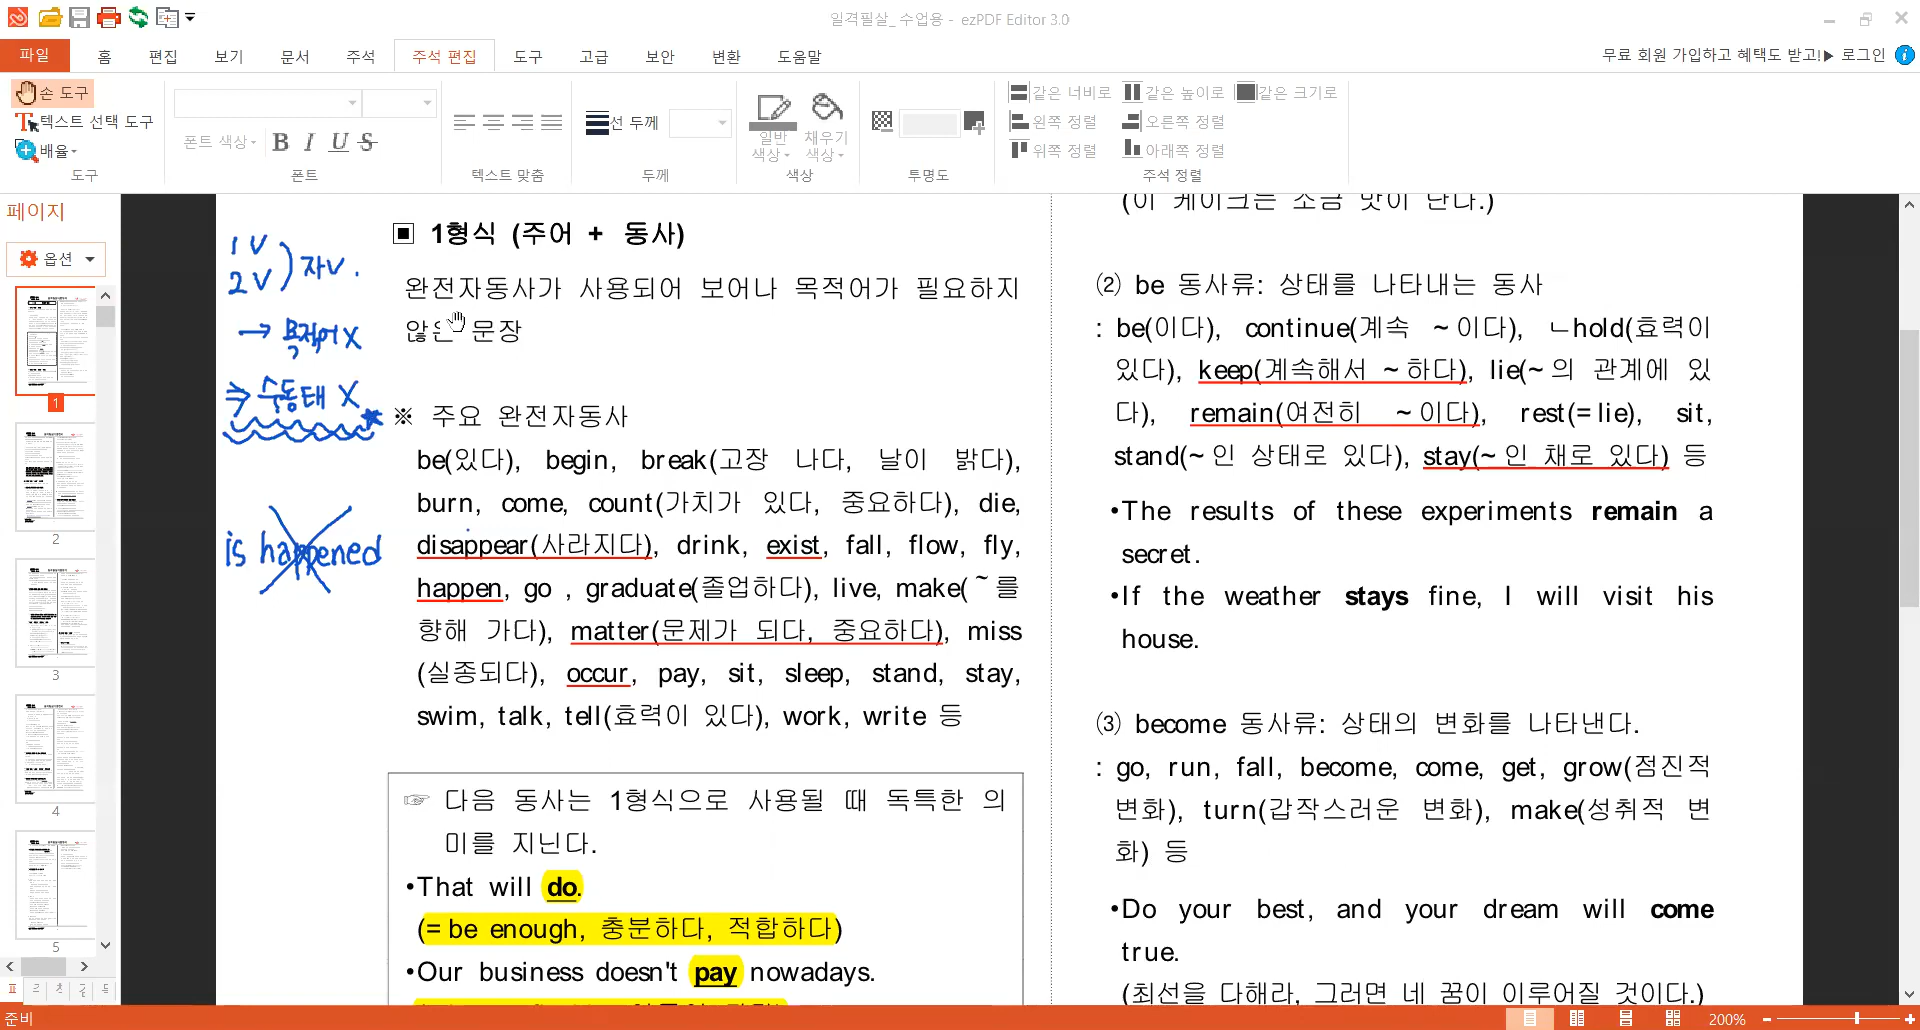 일격필살_ 수업용 - ezPDF Editor 3.0
파일 홈 편집 보기 문서 주석 주석 편집 도구 고급 보안 변환 도움말
무료 회원 가입하고 혜택도 받고!▶ 로그인
손 도구
텍스트 선택 도구
배율
도구
폰트 색상 B I U S
폰트
텍스트 맞춤
선 두께
두께
일반 색상
채우기 색상
색상
투명도
같은 너비로 같은 높이로 같은 크기로
왼쪽 정렬 오른쪽 정렬
위쪽 정렬 아래쪽 정렬
주석 정렬
페이지
옵션
1
2
3
4
5
1V
2V
자V.
→ 목적어 X
⇒ 수동태 X
is happened
▣ 1형식 (주어 + 동사)
완전자동사가 사용되어 보어나 목적어가 필요하지
않은 문장
※ 주요 완전자동사
be(있다), begin, break(고장 나다, 날이 밝다),
burn, come, count(가치가 있다, 중요하다), die,
disappear(사라지다), drink, exist, fall, flow, fly,
happen, go , graduate(졸업하다), live, make(~를
향해 가다), matter(문제가 되다, 중요하다), miss
(실종되다), occur, pay, sit, sleep, stand, stay,
swim, talk, tell(효력이 있다), work, write 등
☞ 다음 동사는 1형식으로 사용될 때 독특한 의
미를 지닌다.
•That will do.
(= be enough, 충분하다, 적합하다)
•Our business doesn't pay nowadays.
(이 케이크는 소금 맛이 난다.)
⑵ be 동사류: 상태를 나타내는 동사
: be(이다), continue(계속 ~이다), ㄴhold(효력이
있다), keep(계속해서 ~하다), lie(~의 관계에 있
다), remain(여전히 ~이다), rest(=lie), sit,
stand(~인 상태로 있다), stay(~인 채로 있다) 등
•The results of these experiments remain a
secret.
•If the weather stays fine, I will visit his
house.
⑶ become 동사류: 상태의 변화를 나타낸다.
: go, run, fall, become, come, get, grow(점진적
변화), turn(갑작스러운 변화), make(성취적 변
화) 등
•Do your best, and your dream will come
true.
(최선을 다해라, 그러면 네 꿈이 이루어질 것이다.)
준비
200%